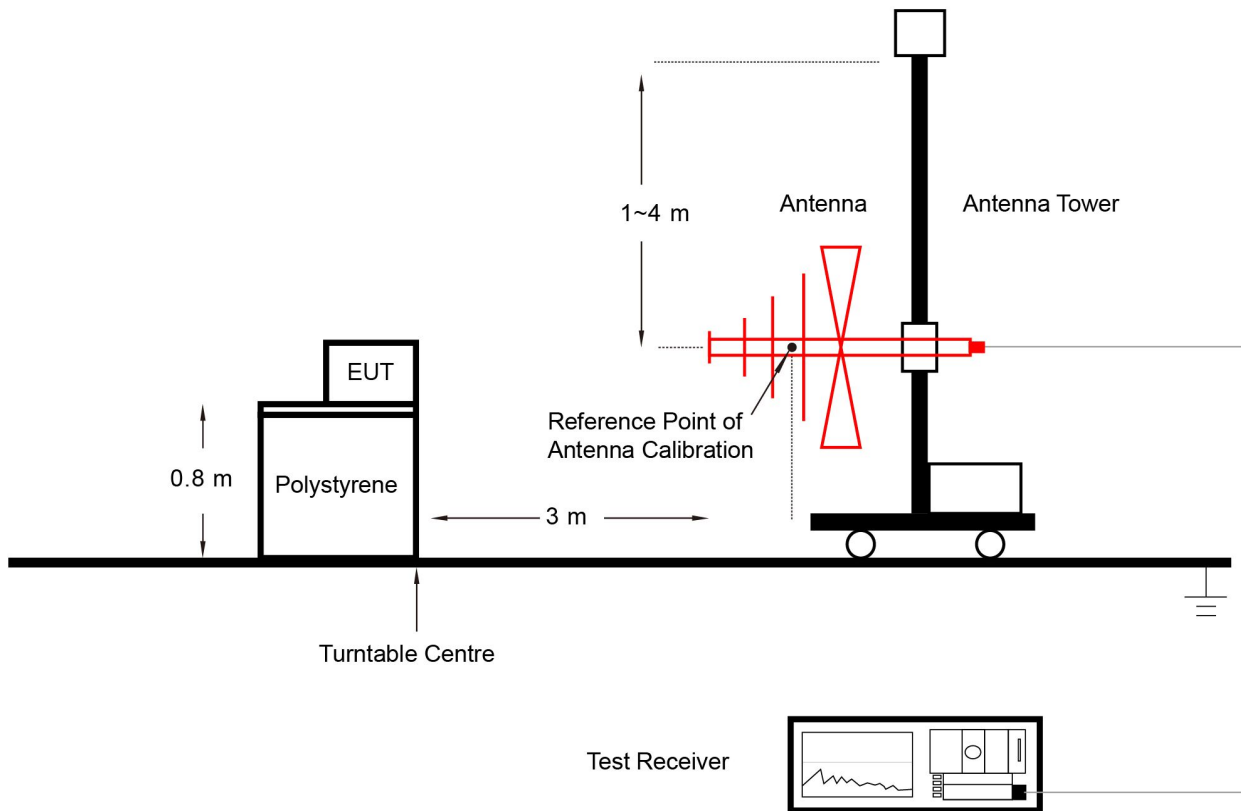 1~4 m
Antenna
Antenna Tower
EUT
Reference Point of
Antenna Calibration
0.8 m
Polystyrene
3 m
Turntable Centre
Test Receiver